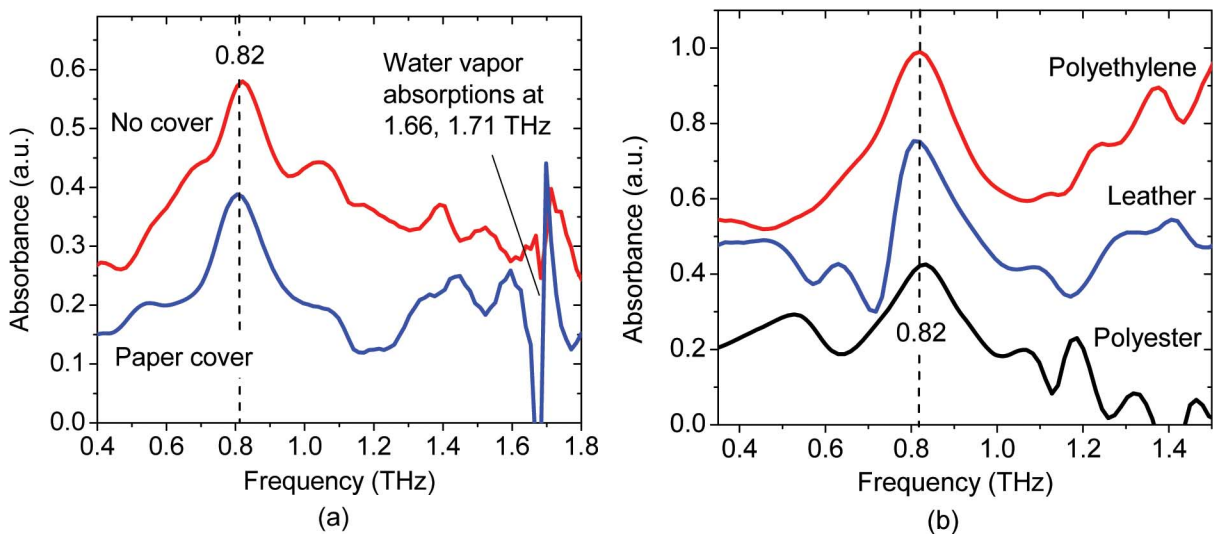 0.6
0.5
0.4
0.3
0.2
0.1
0.0
Absorbance (a.u.)
0.82
No cover
Water vapor
absorptions at
1.66, 1.71 THz
Paper cover
0.4 0.6 0.8 1.0 1.2 1.4 1.6 1.8
Frequency (THz)
(a)
1.0
0.8
0.6
0.4
0.2
0.0
Absorbance (a.u.)
Polyethylene
Leather
0.82
Polyester
0.4 0.6 0.8 1.0 1.2 1.4
Frequency (THz)
(b)